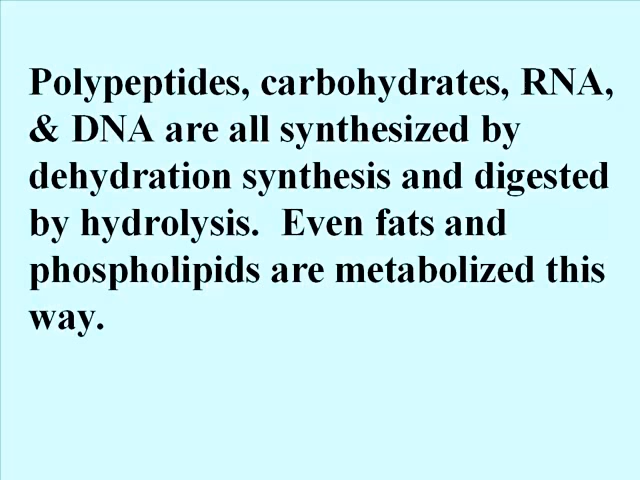 Polypeptides, carbohydrates, RNA,
& DNA are all synthesized by
dehydration synthesis and digested
by hydrolysis.  Even fats and
phospholipids are metabolized this
way.